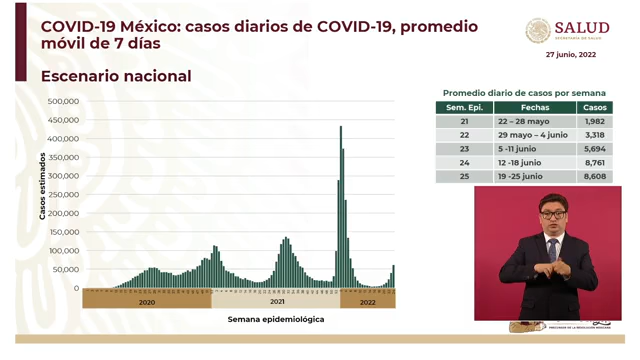 COVID-19 México: casos diarios de COVID-19, promedio
móvil de 7 días
SALUD
SECRETARÍA DE SALUD
27 junio, 2022
Escenario nacional
Promedio diario de casos por semana
Sem. Epi. Fechas Casos
21 22 – 28 mayo 1,982
22 29 mayo – 4 junio 3,318
23 5 -11 junio 5,694
24 12 -18 junio 8,761
25 19 -25 junio 8,608
Casos estimados
500,000
450,000
400,000
350,000
300,000
250,000
200,000
150,000
100,000
50,000
0
2020 2021 2022
Semana epidemiológica